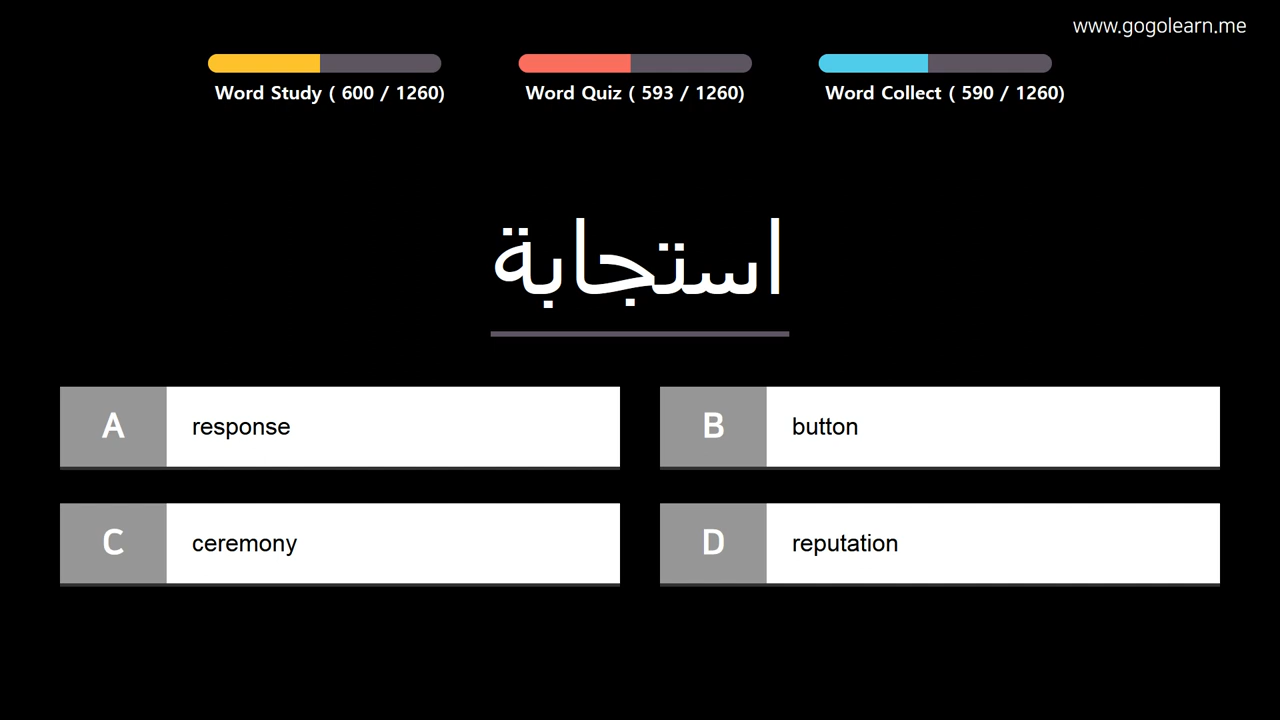 www.gogolearn.me
Word Study ( 600 / 1260)
Word Quiz ( 593 / 1260)
Word Collect ( 590 / 1260)
استجابة
A response
B button
C ceremony
D reputation